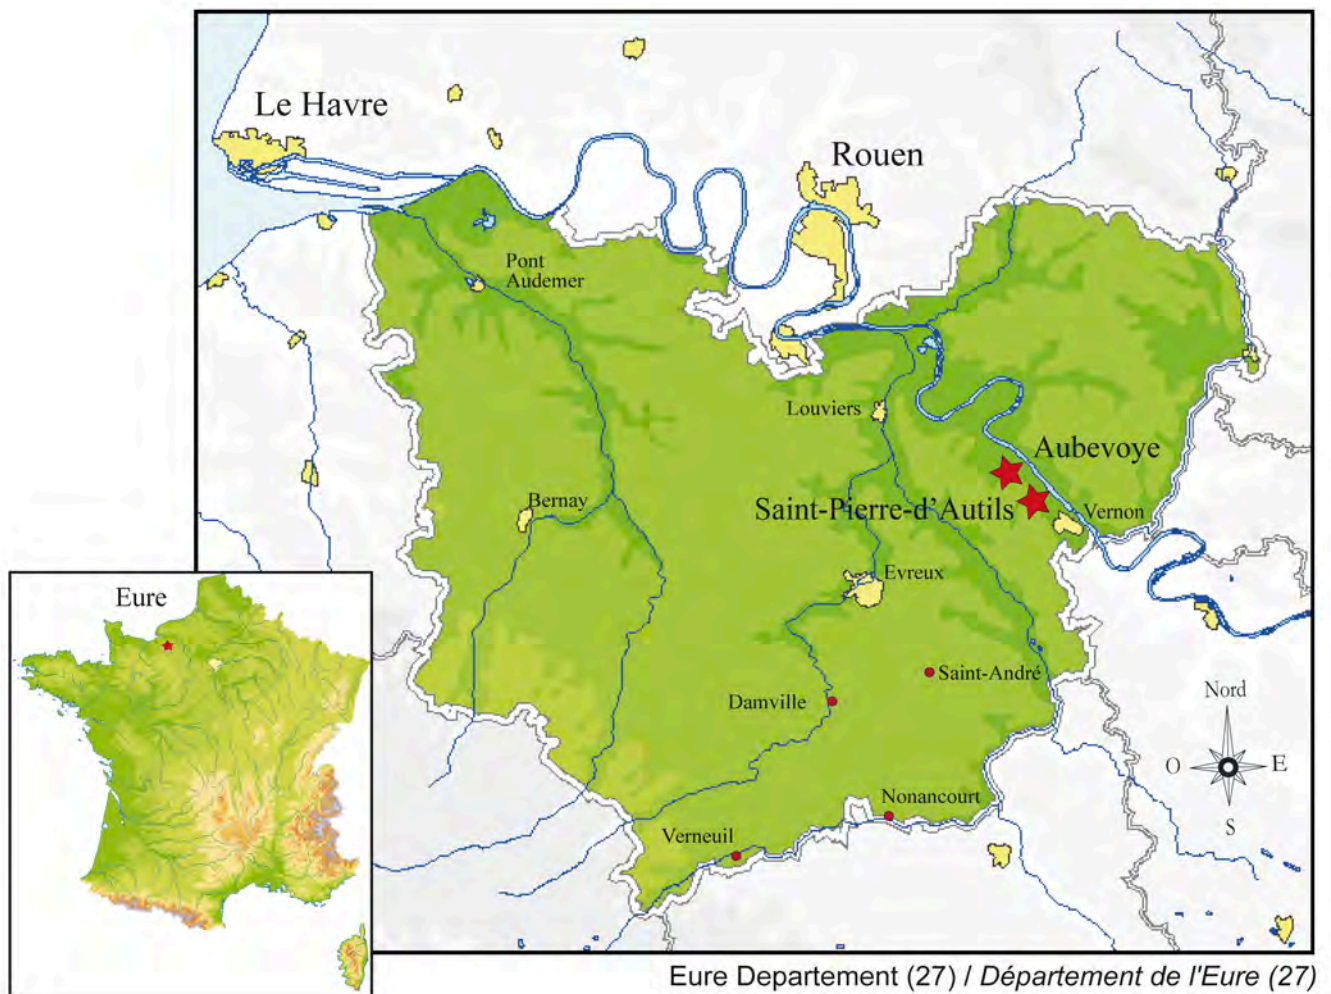 Le Havre
Rouen
Pont
Audemer
Louviers
Aubevoye
Bernay
Saint-Pierre-d'Autils
Vernon
Evreux
Eure
Saint-André
Damville
Nord
O
E
S
Nonancourt
Verneuil
Eure Departement (27) / Département de l'Eure (27)